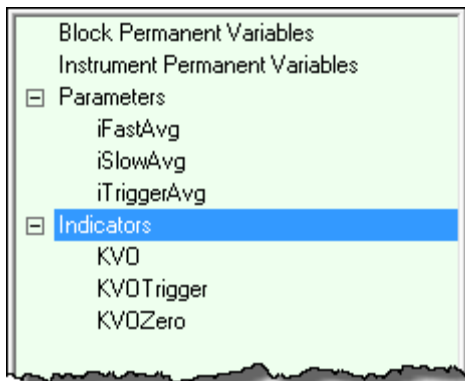 Block Permanent Variables
Instrument Permanent Variables
Parameters
iFastAvg
iSlowAvg
iTriggerAvg
Indicators
KVO
KVOTrigger
KVOZero